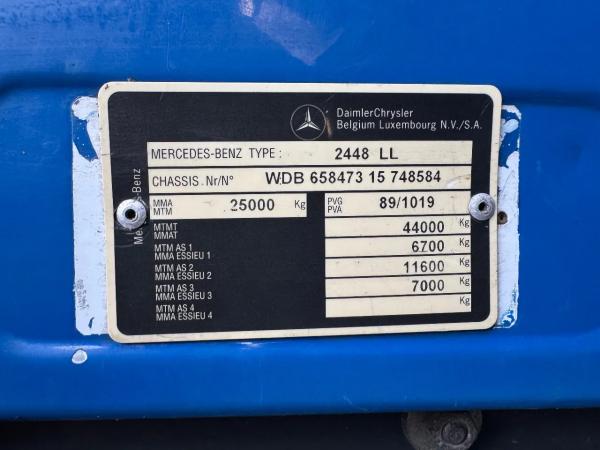 DaimlerChrysler
Belgium Luxembourg N.V./S.A.
MERCEDES-BENZ TYPE: 2448 LL
CHASSIS. Nr/N° WDB 658473 15 748584
MMA MTM 25000 Kg PVG PVA 89/1019
MTMT MMAT 44000 Kg
MTM AS 1 MMA ESSIEU 1 6700 Kg
MTM AS 2 MMA ESSIEU 2 11600 Kg
MTM AS 3 MMA ESSIEU 3 7000 Kg
MTM AS 4 MMA ESSIEU 4 Kg